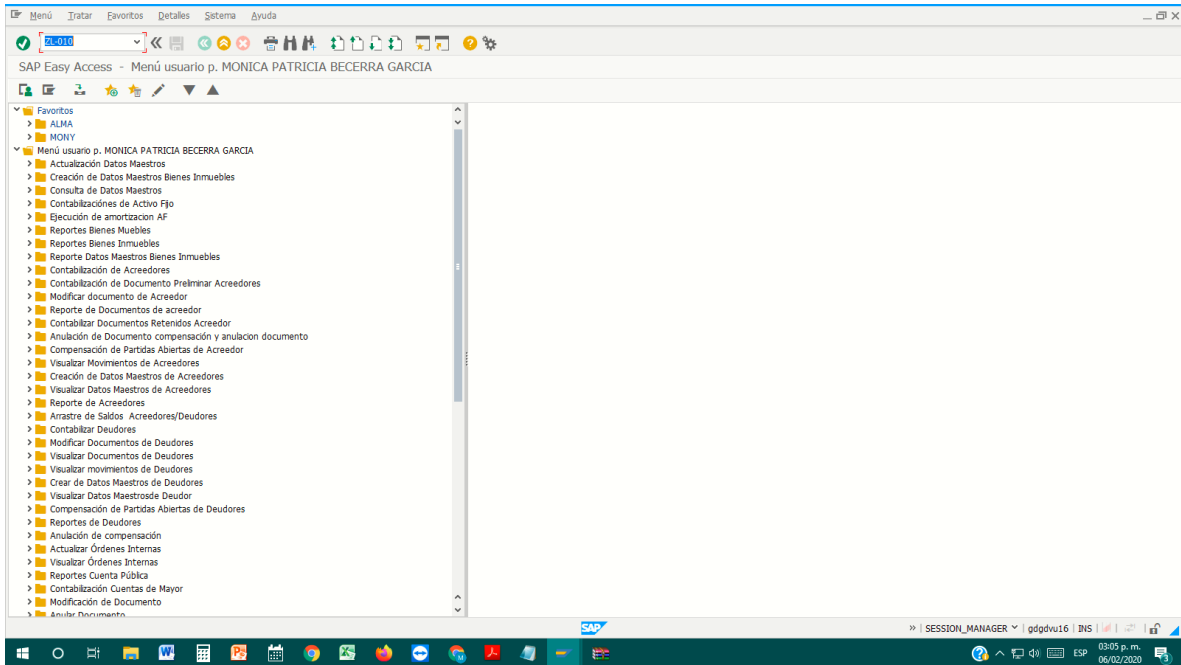 Menú Tratar Favoritos Detalles Sistema Ayuda
ZL-010
SAP Easy Access - Menú usuario p. MONICA PATRICIA BECERRA GARCIA
Favoritos
ALMA
MONY
Menú usuario p. MONICA PATRICIA BECERRA GARCIA
Actualización Datos Maestros
Creación de Datos Maestros Bienes Inmuebles
Consulta de Datos Maestros
Contabilizaciónes de Activo Fijo
Ejecución de amortizacion AF
Reportes Bienes Muebles
Reportes Bienes Inmuebles
Reporte Datos Maestros Bienes Inmuebles
Contabilización de Acreedores
Contabilización de Documento Preliminar Acreedores
Modificar documento de Acreedor
Reporte de Documentos de acreedor
Contabilizar Documentos Retenidos Acreedor
Anulación de Documento compensación y anulacion documento
Compensación de Partidas Abiertas de Acreedor
Visualizar Movimientos de Acreedores
Creación de Datos Maestros de Acreedores
Visualizar Datos Maestros de Acreedores
Reporte de Acreedores
Arrastre de Saldos Acreedores/Deudores
Contabilizar Deudores
Modificar Documentos de Deudores
Visualizar Documentos de Deudores
Visualizar movimientos de Deudores
Crear de Datos Maestros de Deudores
Visualizar Datos Maestrosde Deudor
Compensación de Partidas Abiertas de Deudores
Reportes de Deudores
Anulación de compensación
Actualizar Órdenes Internas
Visualizar Órdenes Internas
Reportes Cuenta Pública
Contabilización Cuentas de Mayor
Modificación de Documento
Anular Documento
SAP
SESSION_MANAGER gdgdvu16 INS
ESP
03:05 p. m.
06/02/2020
3